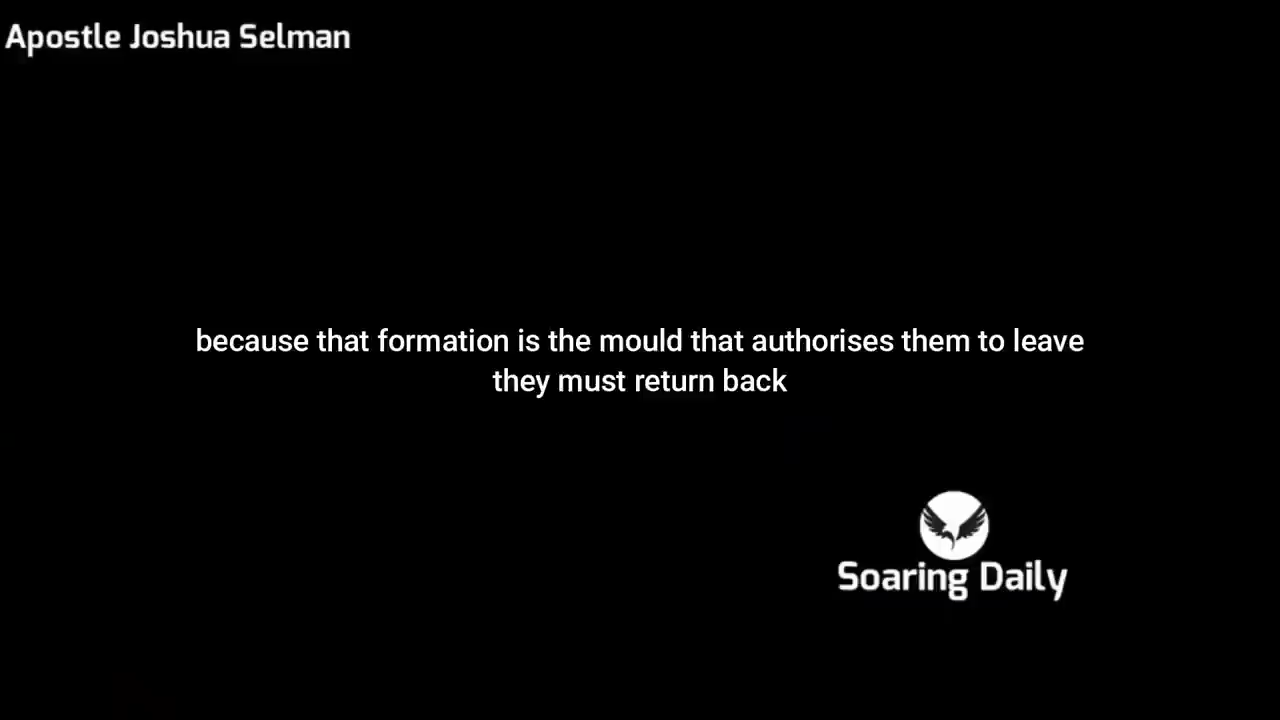 Apostle Joshua Selman
because that formation is the mould that authorises them to leave
they must return back
Soaring Daily